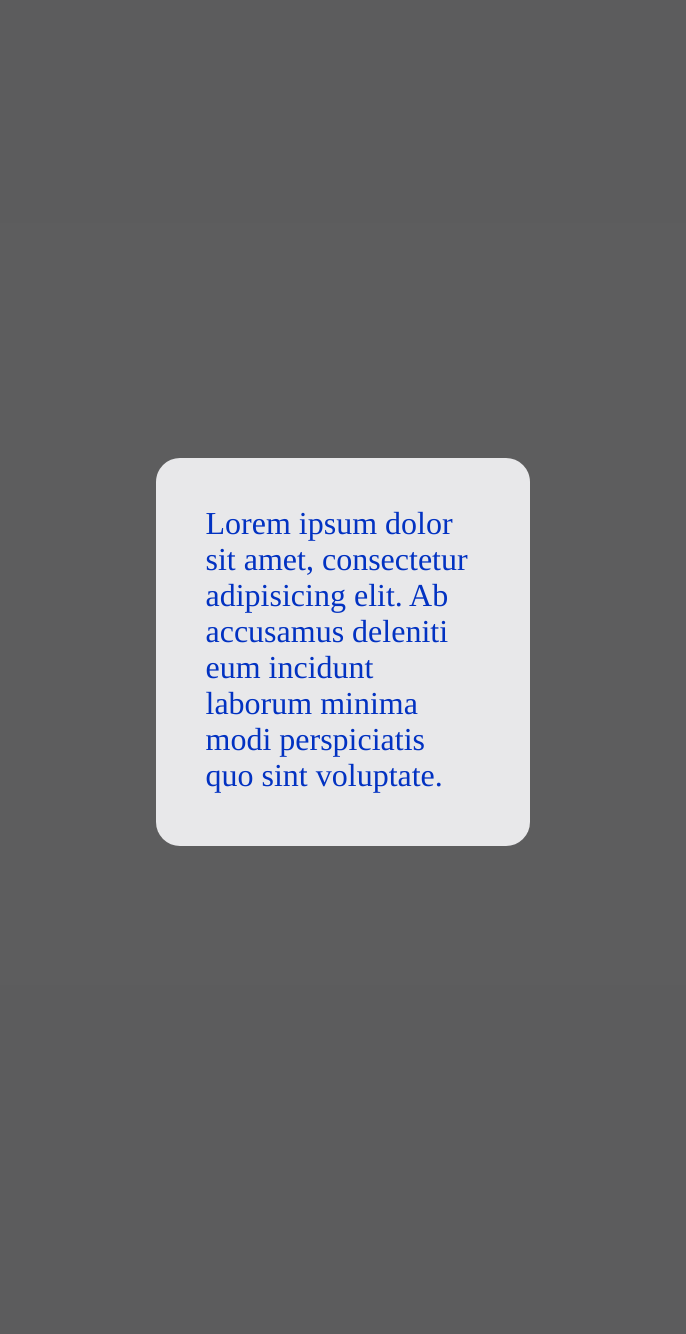 Lorem ipsum dolor
sit amet, consectetur
adipisicing elit. Ab
accusamus deleniti
eum incidunt
laborum minima
modi perspiciatis
quo sint voluptate.